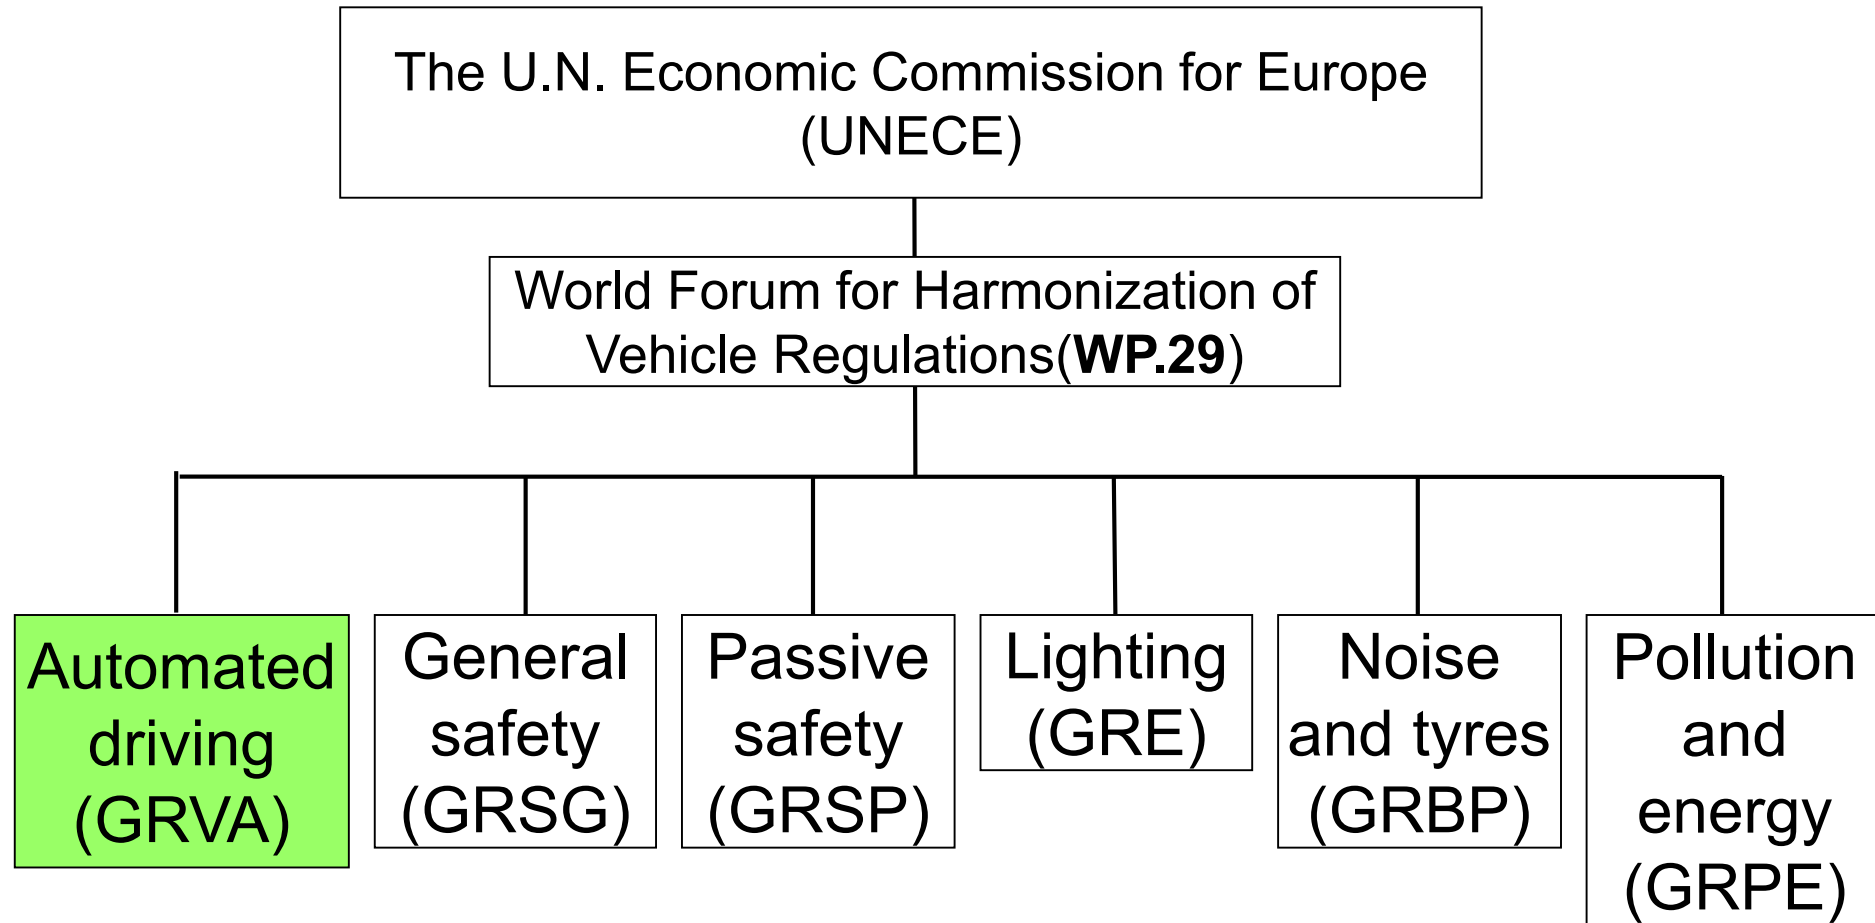 The U.N. Economic Commission for Europe
(UNECE)
World Forum for Harmonization of
Vehicle Regulations(WP.29)
Automated
driving
(GRVA)
General
safety
(GRSG)
Passive
safety
(GRSP)
Lighting
(GRE)
Noise
and tyres
(GRBP)
Pollution
and
energy
(GRPE)